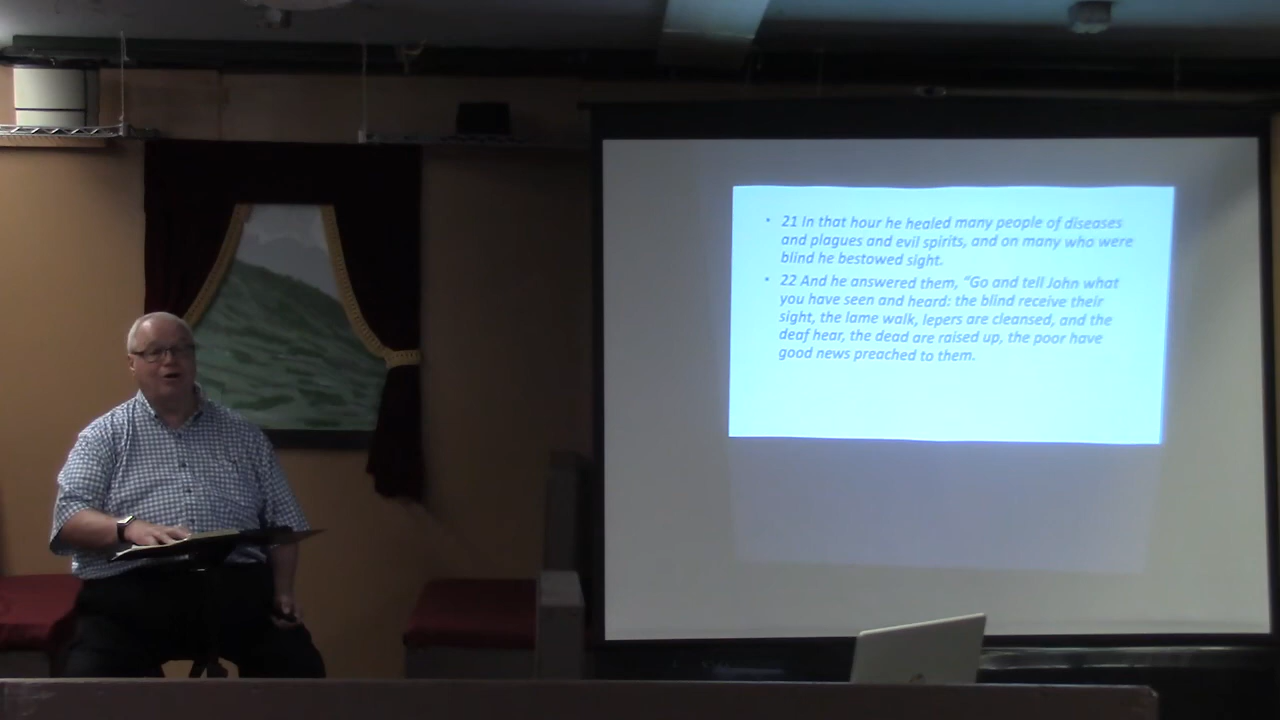 • 21 In that hour he healed many people of diseases
and plagues and evil spirits, and on many who were
blind he bestowed sight.
• 22 And he answered them, “Go and tell John what
you have seen and heard: the blind receive their
sight, the lame walk, lepers are cleansed, and the
deaf hear, the dead are raised up, the poor have
good news preached to them.